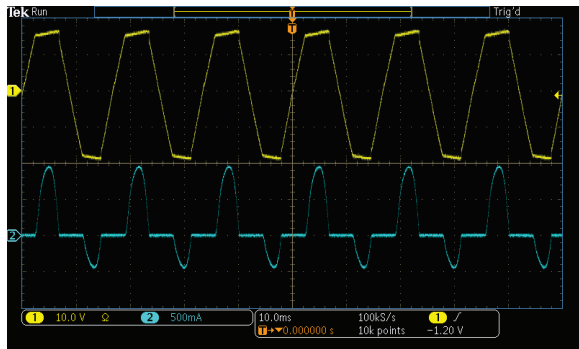 Tek Run Trig'd
T
T
1
2
1 10.0 V Ω 2 500mA
10.0ms 100kS/s 1
T→▼0.000000 s 10k points −1.20 V